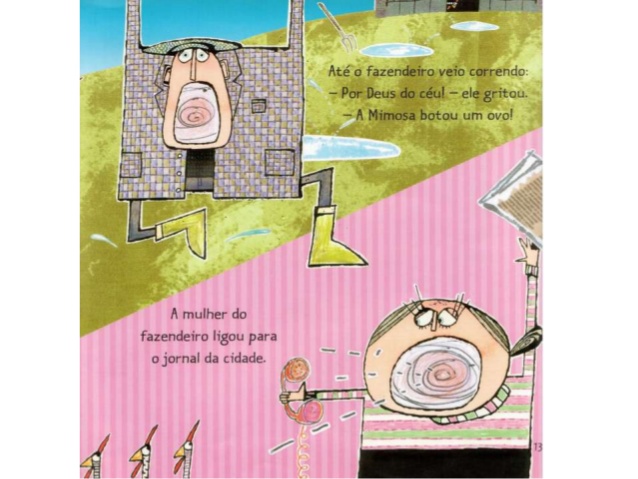 Até o fazendeiro veio correndo:
– Por Deus do céu! – ele gritou.
– A Mimosa botou um ovo!
A mulher do
fazendeiro ligou para
o jornal da cidade.
13